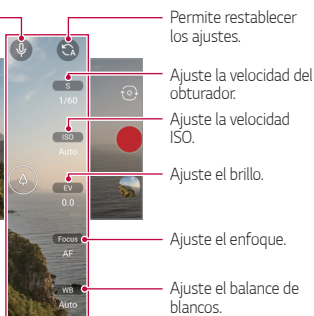 Permite restablecer
los ajustes.
A
S
1/60
Ajuste la velocidad del
obturador.
ISO
Auto
Ajuste la velocidad
ISO.
EV
0.0
Ajuste el brillo.
Focus
AF
Ajuste el enfoque.
WB
Auto
Ajuste el balance de
blancos.